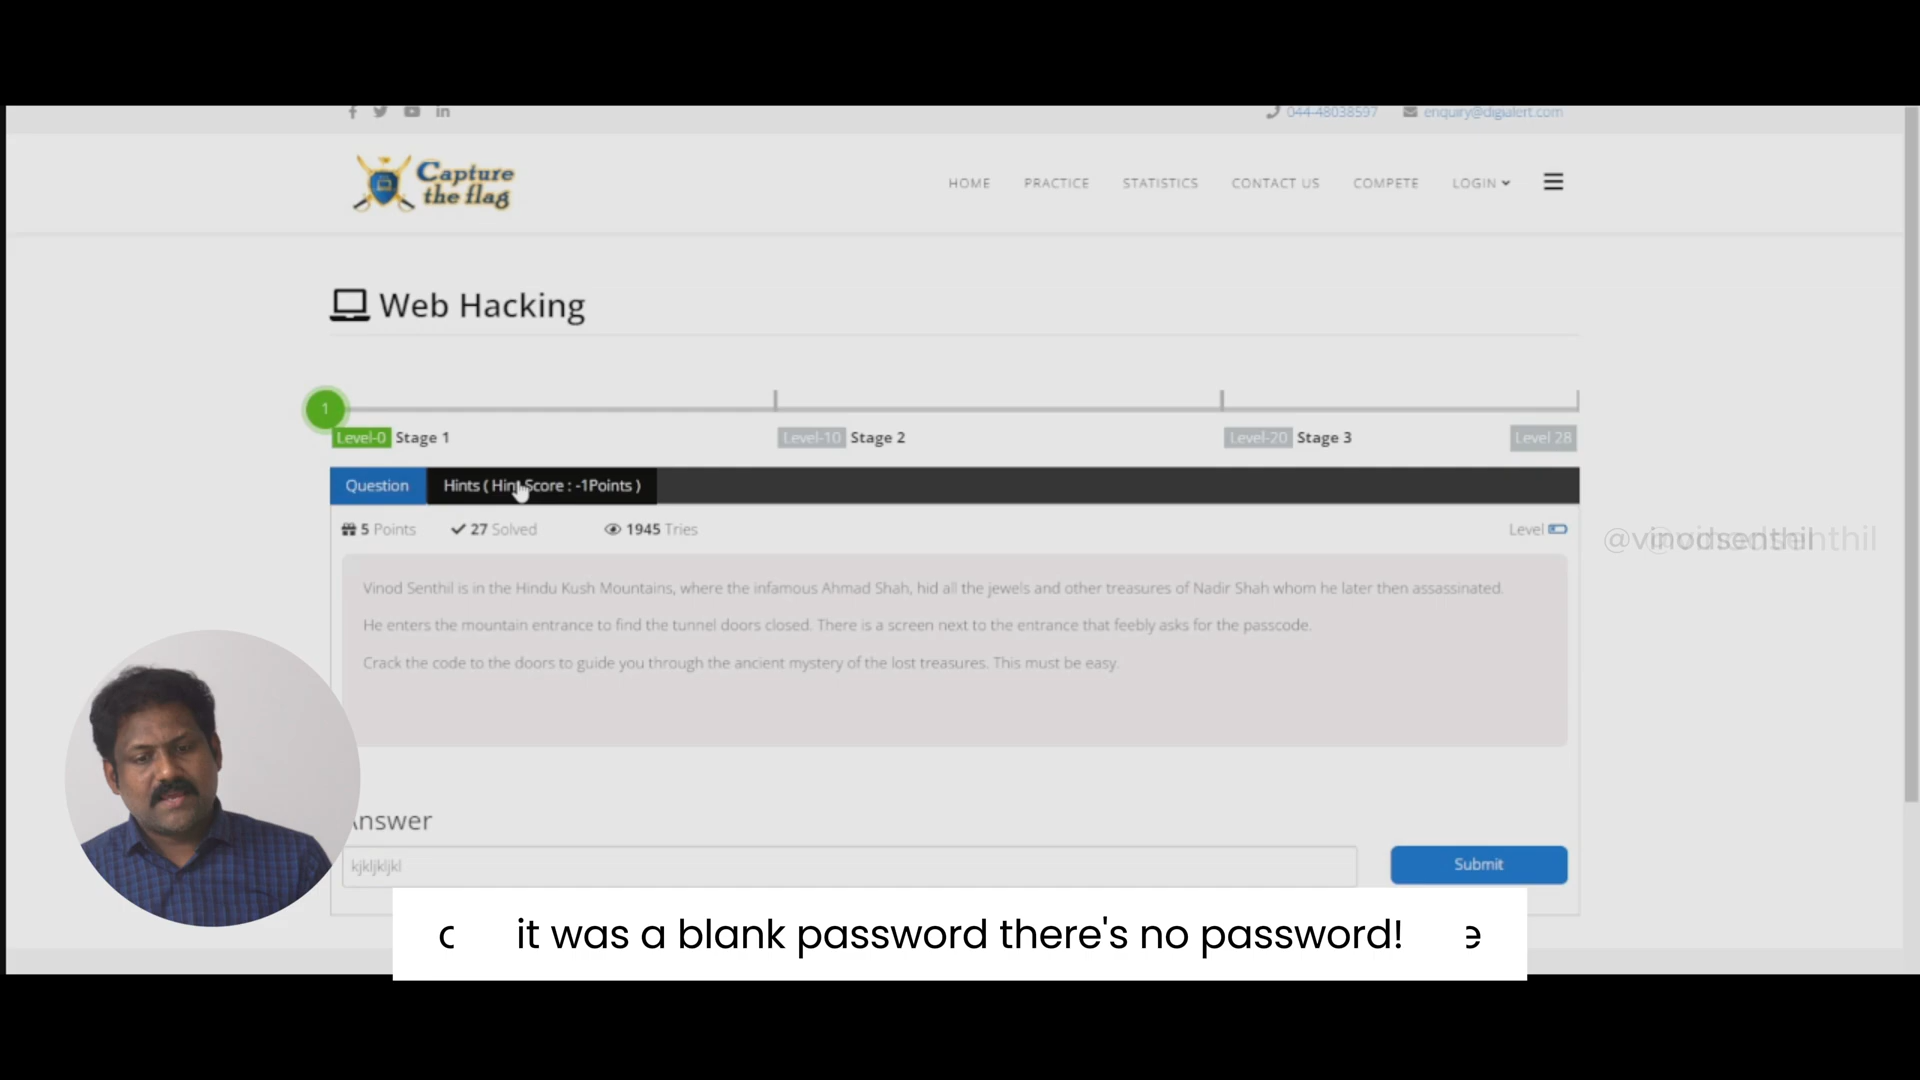 044-48038597 enquiry@digialert.com
Capture
the flag
HOME PRACTICE STATISTICS CONTACT US COMPETE LOGIN
Web Hacking
1
Level-0 Stage 1 Level-10 Stage 2 Level-20 Stage 3 Level 28
Question Hints ( Hint Score : -1Points )
5 Points 27 Solved 1945 Tries Level
@vinodsenthil
Vinod Senthil is in the Hindu Kush Mountains, where the infamous Ahmad Shah, hid all the jewels and other treasures of Nadir Shah whom he later then assassinated.
He enters the mountain entrance to find the tunnel doors closed. There is a screen next to the entrance that feebly asks for the passcode.
Crack the code to the doors to guide you through the ancient mystery of the lost treasures. This must be easy.
Answer
kjkljkljkl
Submit
it was a blank password there's no password!